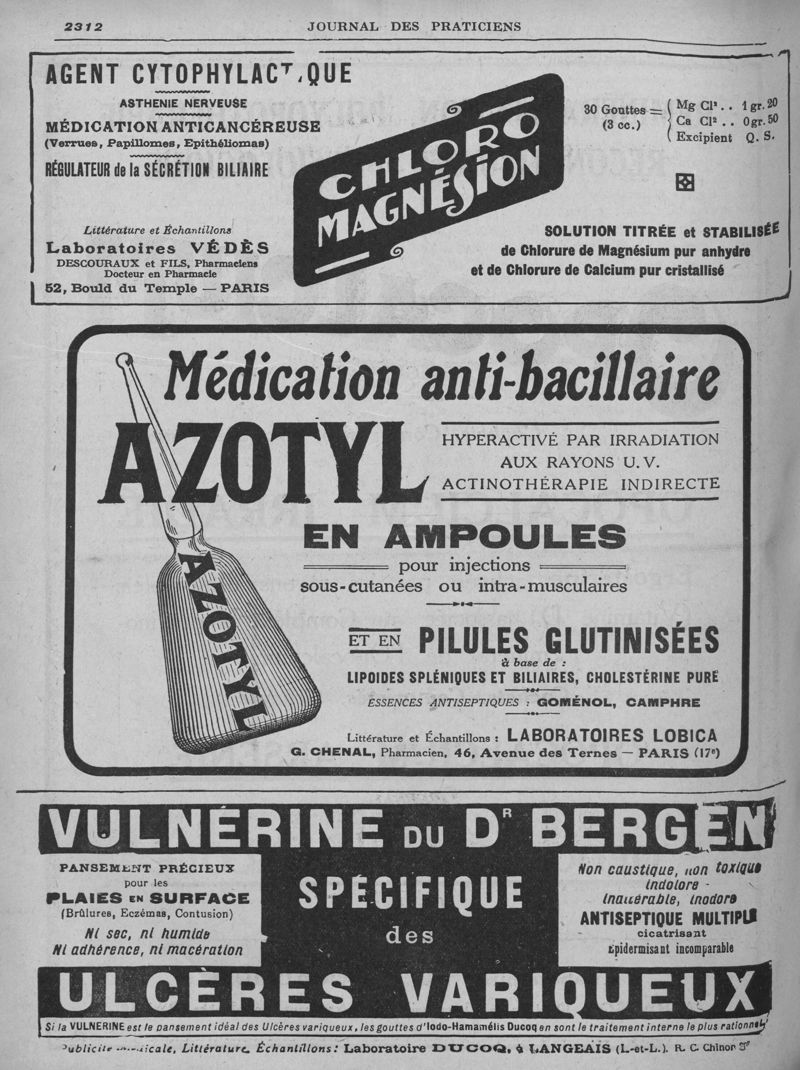 2312
JOURNAL DES PRATICIENS
AGENT CYTOPHYLACT.QUE
ASTHENIE NERVEUSE
MÉDICATION ANTICANCÉREUSE
(Verrues, Papillomes, Epithéliomas)
RÉGULATEUR de la SÉCRÉTION BILIAIRE
Littérature et Échantillons
Laboratoires VÉDÈS
DESCOURAUX et FILS, Pharmaciens
Docteur en Pharmacie
52, Bould du Temple — PARIS
CHLORO
MAGNÉSION
30 Gouttes =
(3 cc.)
Mg Cl² . . 1 gr. 20
Ca Cl² . . 0 gr. 50
Excipient Q. S.
SOLUTION TITRÉE et STABILISÉE
de Chlorure de Magnésium pur anhydre
et de Chlorure de Calcium pur cristallisé
Médication anti-bacillaire
AZOTYL
HYPERACTIVÉ PAR IRRADIATION
AUX RAYONS U.V.
ACTINOTHÉRAPIE INDIRECTE
EN AMPOULES
pour injections
sous-cutanées ou intra-musculaires
AZOTYL
ET EN PILULES GLUTINISÉES
à base de :
LIPOIDES SPLÉNIQUES ET BILIAIRES, CHOLESTÉRINE PURE
ESSENCES ANTISEPTIQUES : GOMÉNOL, CAMPHRE
Littérature et Échantillons : LABORATOIRES LOBICA
G. CHENAL, Pharmacien, 46, Avenue des Ternes — PARIS (17ᵉ)
VULNÉRINE DU Dᴿ BERGEN
PANSEMENT PRÉCIEUX
pour les
PLAIES EN SURFACE
(Brûlures, Eczémas, Contusion)
Ni sec, ni humide
Ni adhérence, ni macération
SPÉCIFIQUE
des
Non caustique, non toxique
indolore -
inaltérable, inodore
ANTISEPTIQUE MULTIPLE
cicatrisant
Épidermisant incomparable
ULCÈRES VARIQUEUX
Si la VULNERINE est le pansement idéal des Ulcères variqueux, les gouttes d'Iodo-Hamamélis Ducoq en sont le traitement interne le plus rationnel
Publicité Littérature, Échantillons: Laboratoire DUCOQ, à LANGEAIS (I.-et-L.). R. C. Chinon